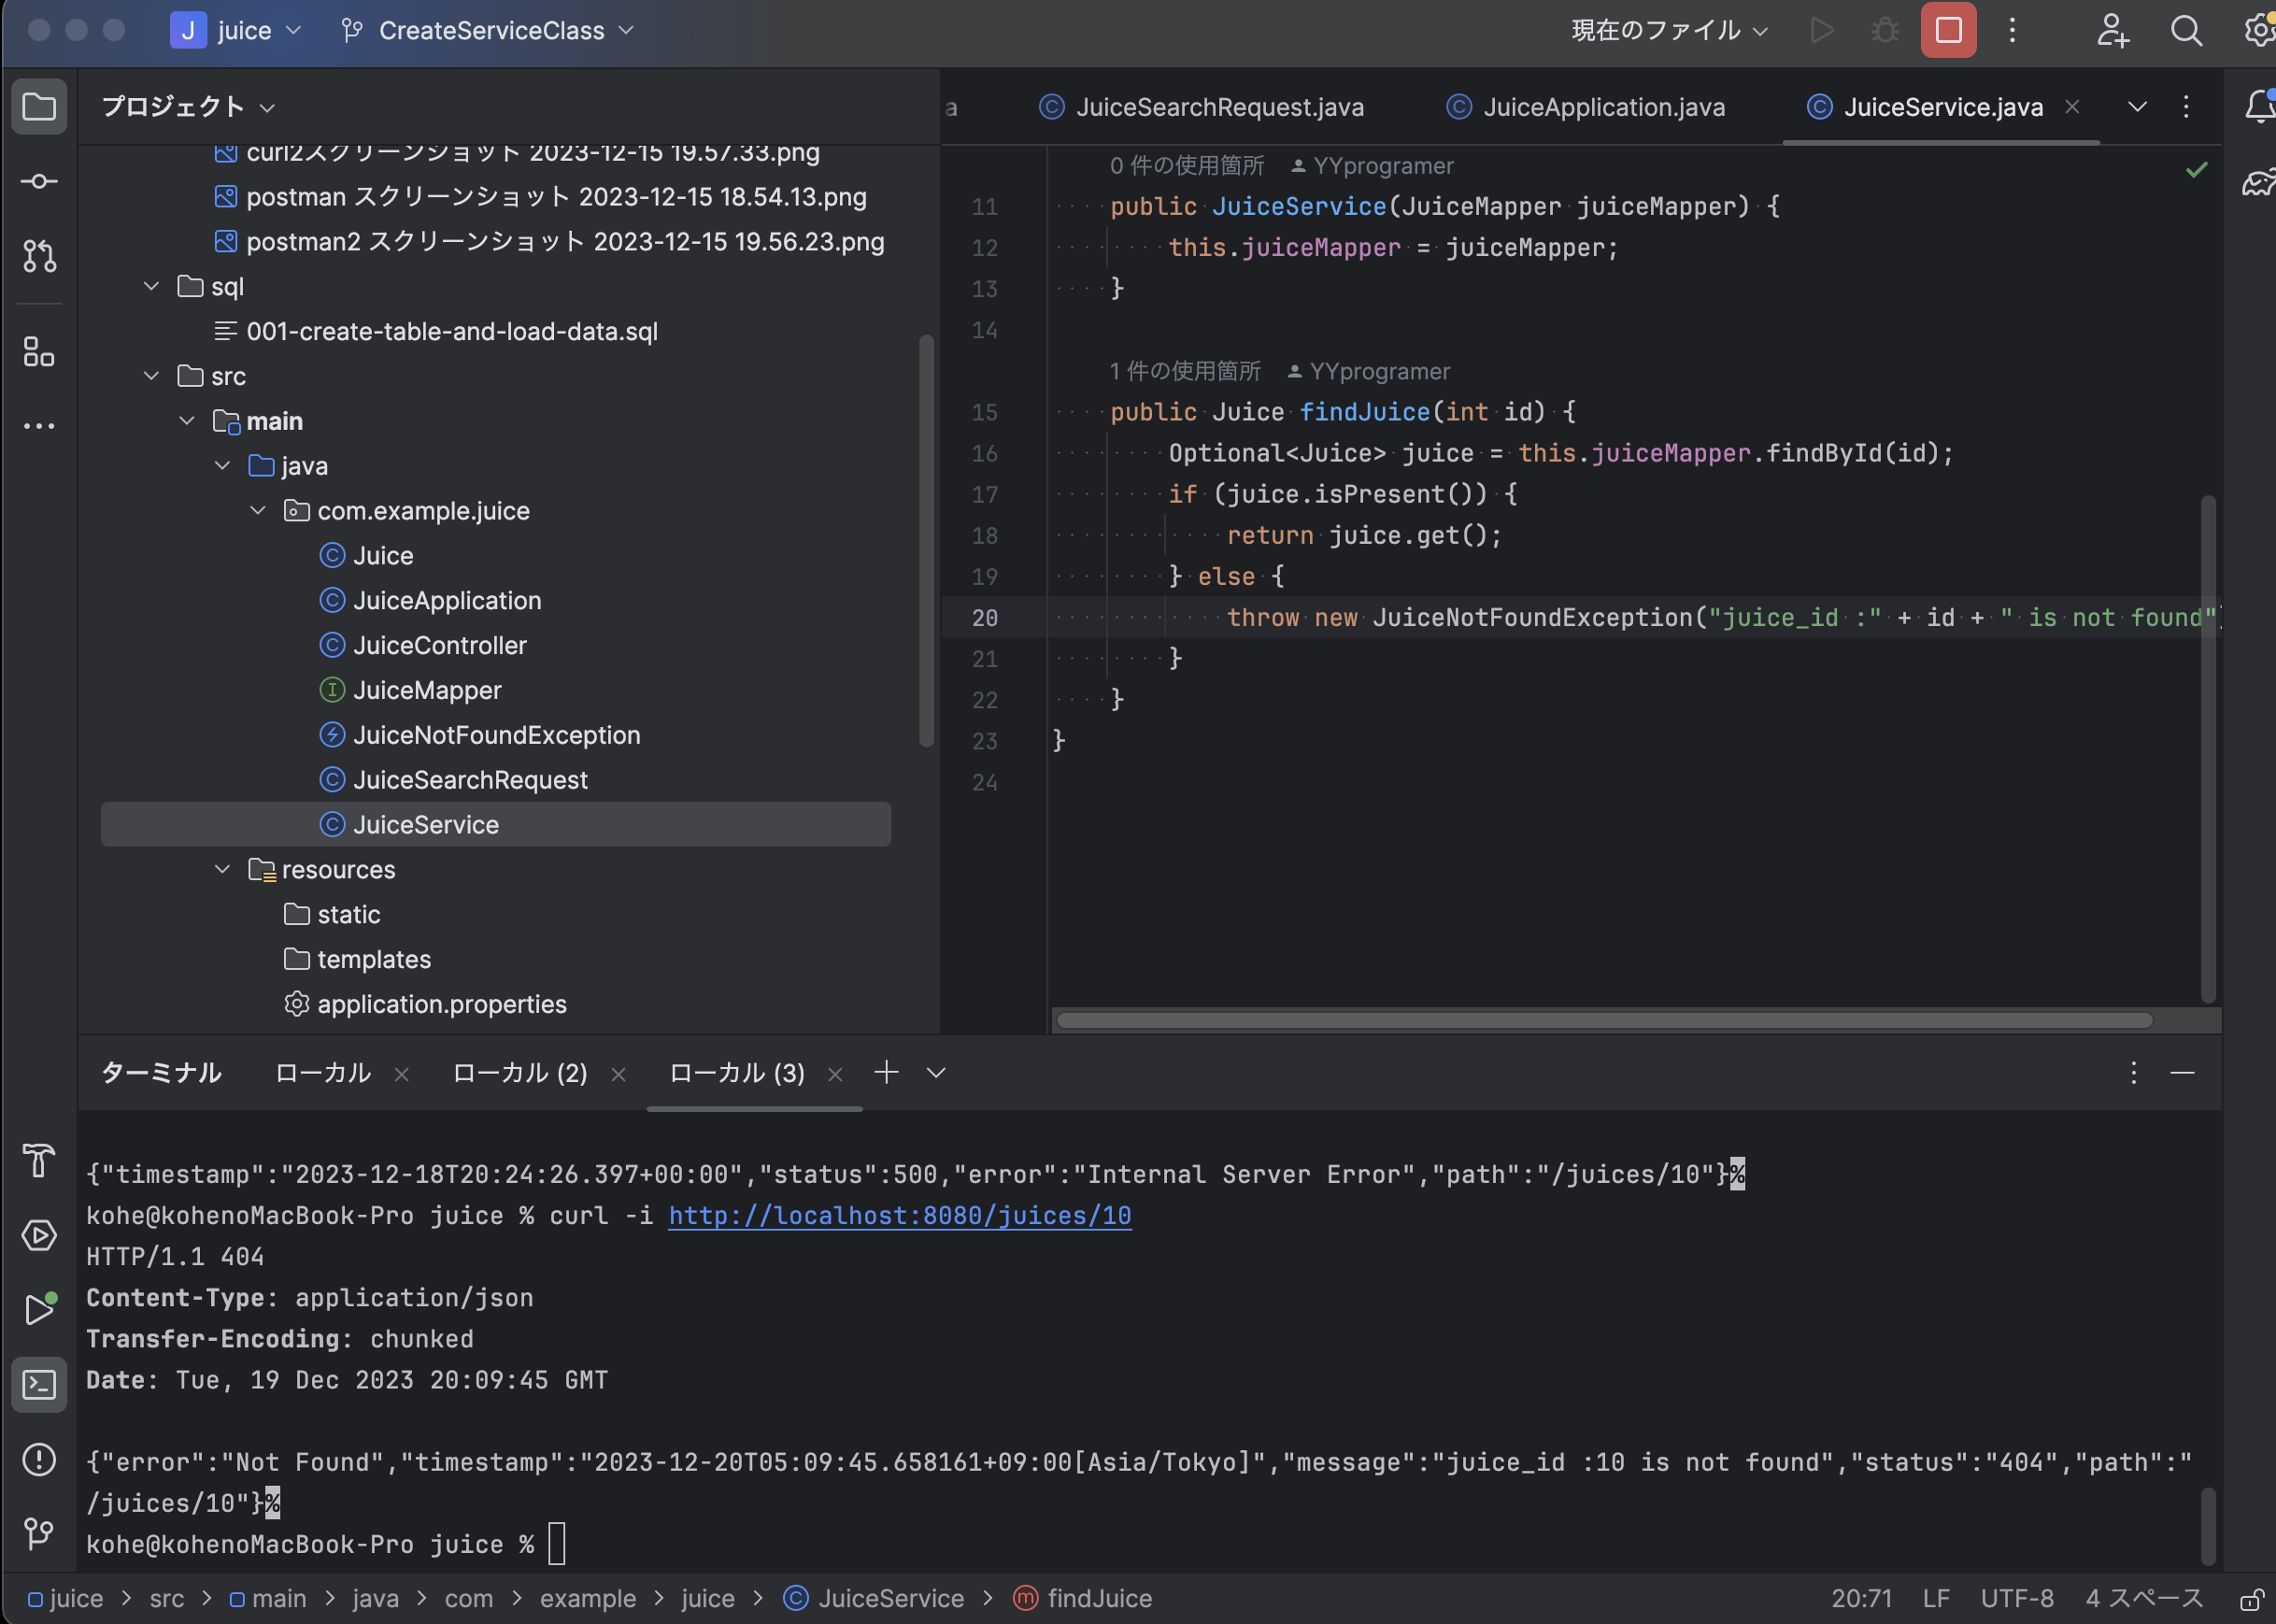 J juice CreateServiceClass 現在のファイル
プロジェクト
curl2スクリーンショット 2023-12-15 19.57.33.png
postman スクリーンショット 2023-12-15 18.54.13.png
postman2 スクリーンショット 2023-12-15 19.56.23.png
sql
001-create-table-and-load-data.sql
src
main
java
com.example.juice
Juice
JuiceApplication
JuiceController
JuiceMapper
JuiceNotFoundException
JuiceSearchRequest
JuiceService
resources
static
templates
application.properties
a JuiceSearchRequest.java JuiceApplication.java JuiceService.java
0 件の使用箇所 YYprogramer
11 public JuiceService(JuiceMapper juiceMapper) {
12 this.juiceMapper = juiceMapper;
13 }
14
1 件の使用箇所 YYprogramer
15 public Juice findJuice(int id) {
16 Optional<Juice> juice = this.juiceMapper.findById(id);
17 if (juice.isPresent()) {
18 return juice.get();
19 } else {
20 throw new JuiceNotFoundException("juice_id :" + id + " is not found")
21 }
22 }
23 }
24
ターミナル ローカル ローカル (2) ローカル (3)
{"timestamp":"2023-12-18T20:24:26.397+00:00","status":500,"error":"Internal Server Error","path":"/juices/10"}%
kohe@kohenoMacBook-Pro juice % curl -i http://localhost:8080/juices/10
HTTP/1.1 404
Content-Type: application/json
Transfer-Encoding: chunked
Date: Tue, 19 Dec 2023 20:09:45 GMT
{"error":"Not Found","timestamp":"2023-12-20T05:09:45.658161+09:00[Asia/Tokyo]","message":"juice_id :10 is not found","status":"404","path":"
/juices/10"}%
kohe@kohenoMacBook-Pro juice %
juice > src > main > java > com > example > juice > JuiceService > findJuice 20:71 LF UTF-8 4 スペース